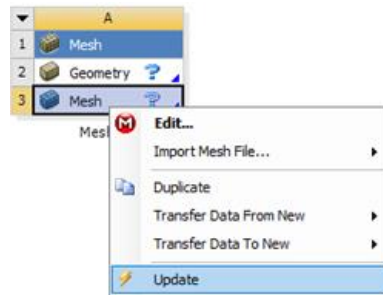 A
1 Mesh
2 Geometry ?
3 Mesh ?
Mesh
Edit...
Import Mesh File...
Duplicate
Transfer Data From New
Transfer Data To New
Update